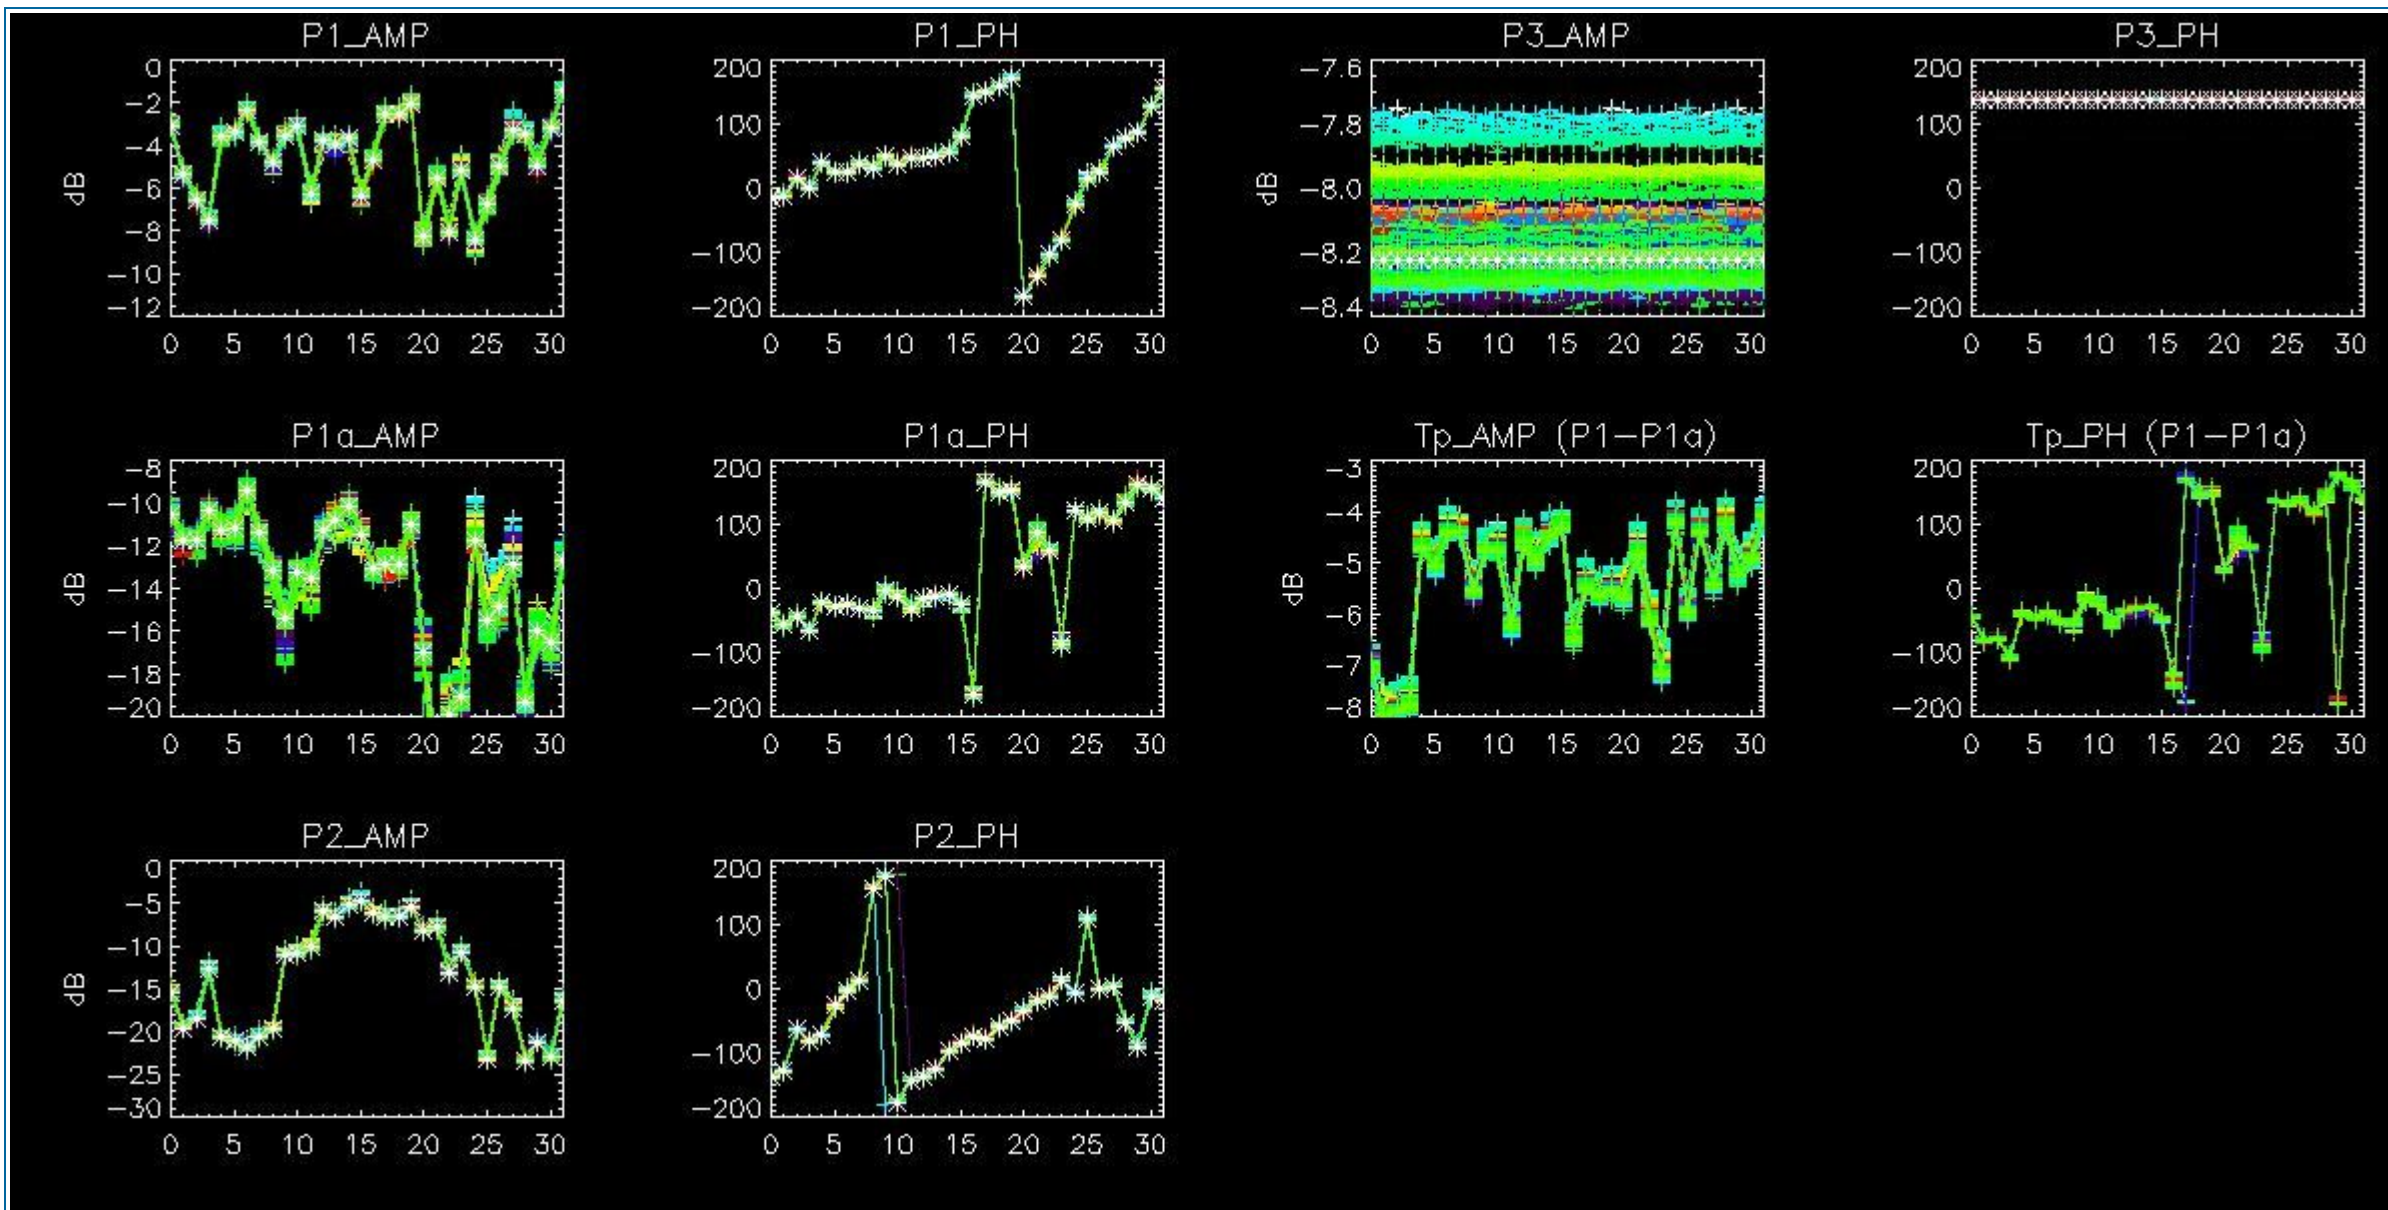 P1_AMP P1_PH P3_AMP P3_PH
0 200 −7.6 200
−2 100 −7.8 100
−4 0 −8.0 0
−6 −100 −8.2 −100
−8 −200 −8.4 −200
−10
−12
dB dB
0 5 10 15 20 25 30 0 5 10 15 20 25 30 0 5 10 15 20 25 30 0 5 10 15 20 25 30
P1a_AMP P1a_PH Tp_AMP (P1−P1a) Tp_PH (P1−P1a)
−8 200 −3 200
−10 100 −4 100
−12 0 −5 0
−14 −100 −6 −100
−16 −200 −7 −200
−18 −8
−20
dB dB
0 5 10 15 20 25 30 0 5 10 15 20 25 30 0 5 10 15 20 25 30 0 5 10 15 20 25 30
P2_AMP P2_PH
0 200
−5 100
−10 0
−15 −100
−20 −200
−25
−30
dB
0 5 10 15 20 25 30 0 5 10 15 20 25 30